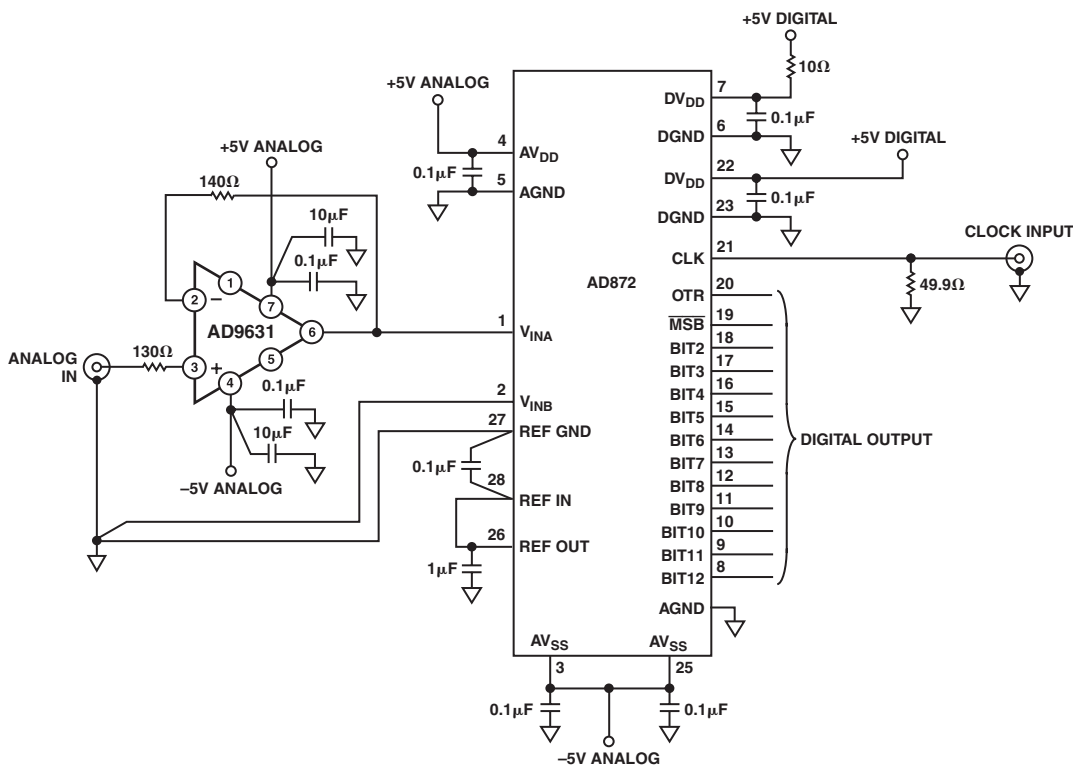 +5V DIGITAL
10Ω
+5V ANALOG
7
DVDD
0.1µF
6
DGND
+5V DIGITAL
4
AVDD
0.1µF
5
AGND
22
DVDD
0.1µF
23
DGND
+5V ANALOG
140Ω
10µF
0.1µF
CLOCK INPUT
21
CLK
49.9Ω
AD872
20
OTR
19
MSB
18
BIT2
17
BIT3
16
BIT4
15
BIT5
14
BIT6
13
BIT7
12
BIT8
11
BIT9
10
BIT10
9
BIT11
8
BIT12
DIGITAL OUTPUT
AGND
1
2
–
7
AD9631
6
5
3
+
4
ANALOG
IN
130Ω
0.1µF
10µF
–5V ANALOG
1
VINA
2
VINB
27
REF GND
0.1µF
28
REF IN
26
REF OUT
1µF
AVSS
3
AVSS
25
0.1µF
0.1µF
–5V ANALOG